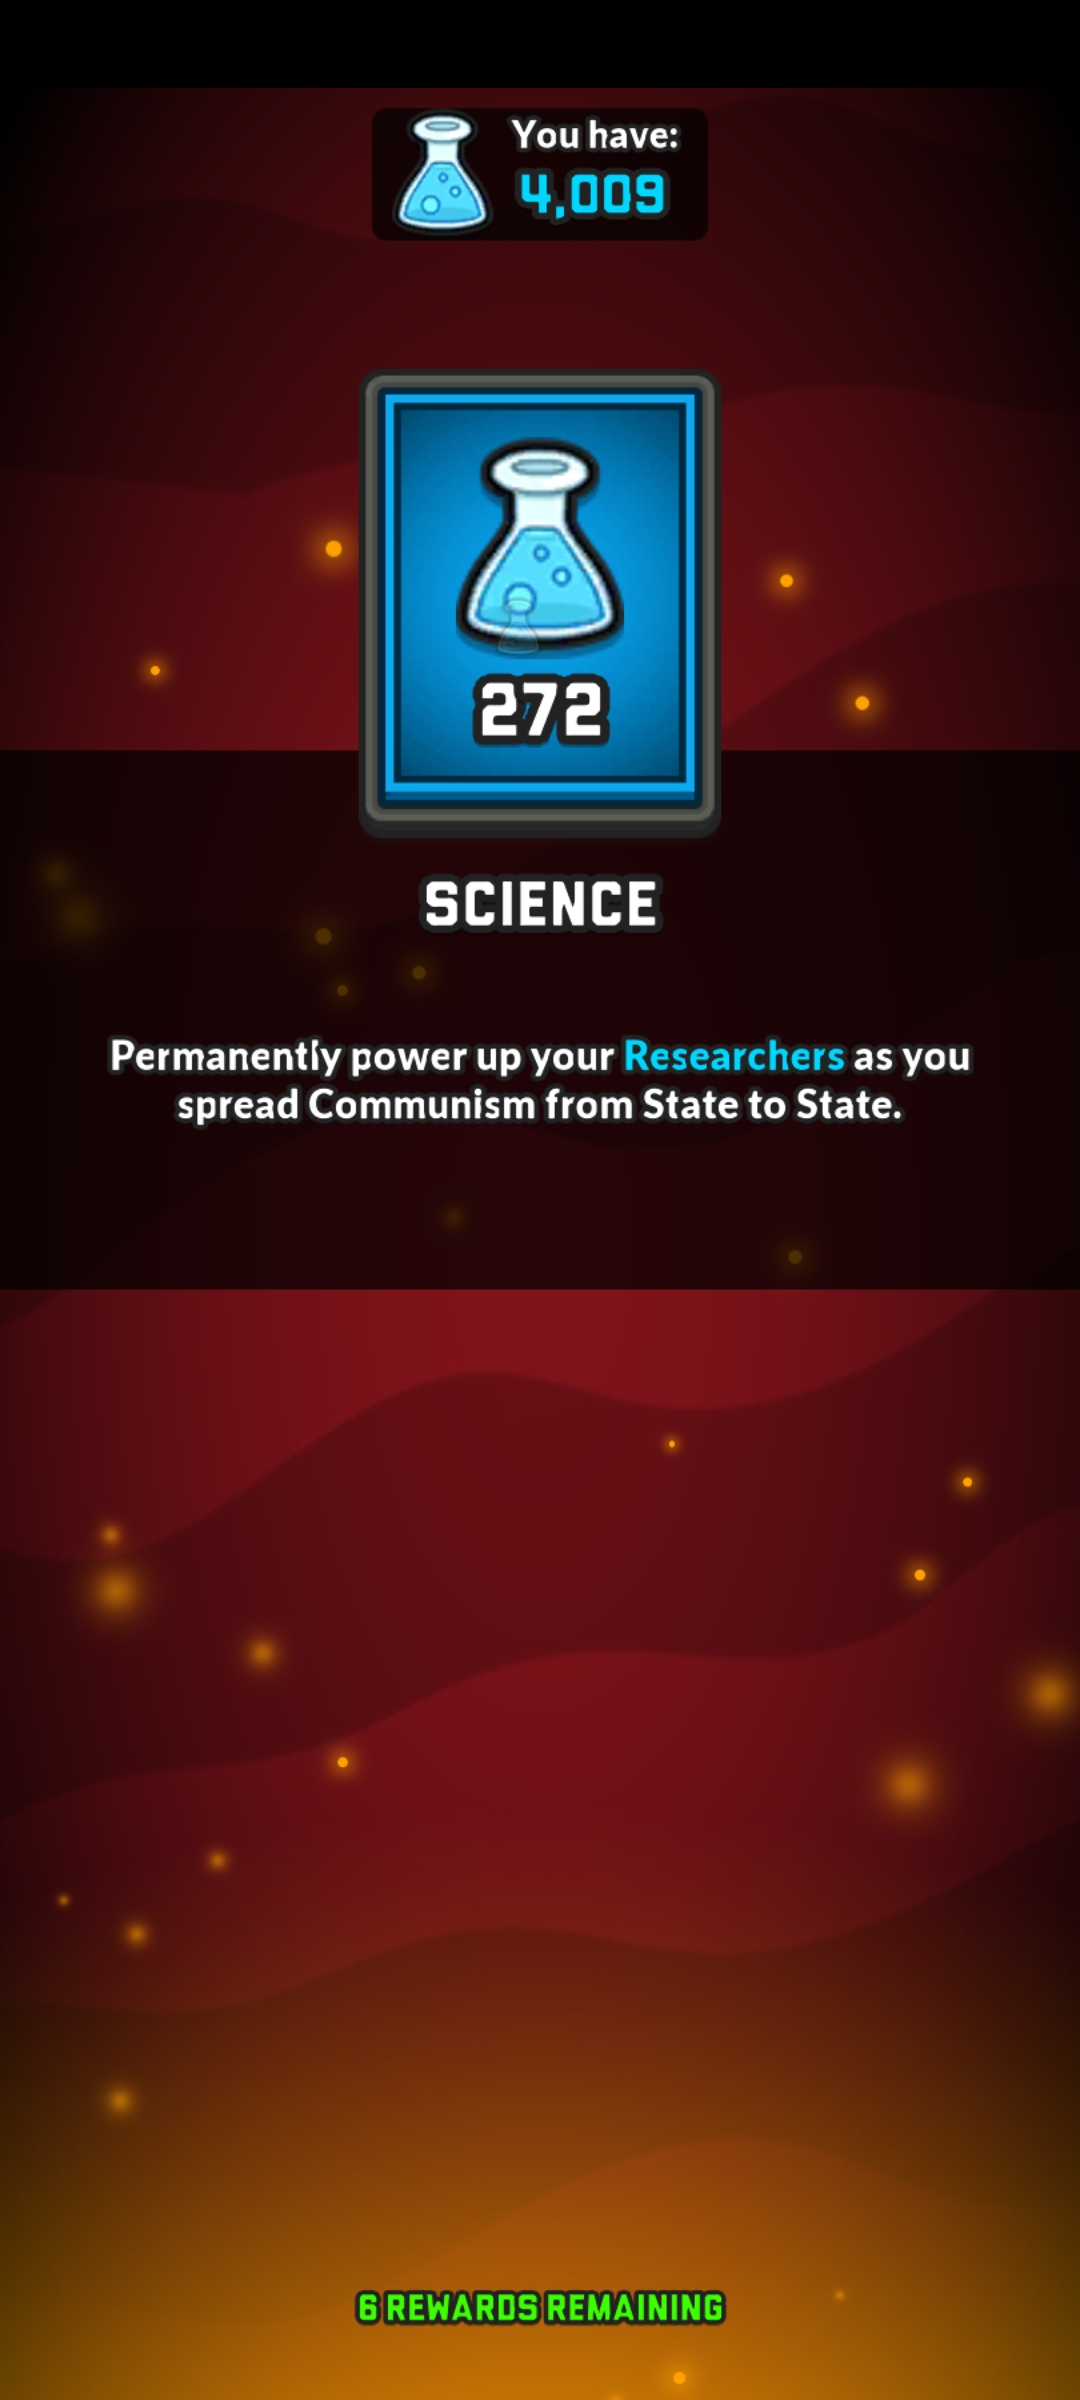 You have:
4,009
272
SCIENCE
Permanently power up your Researchers as you
spread Communism from State to State.
6 REWARDS REMAINING